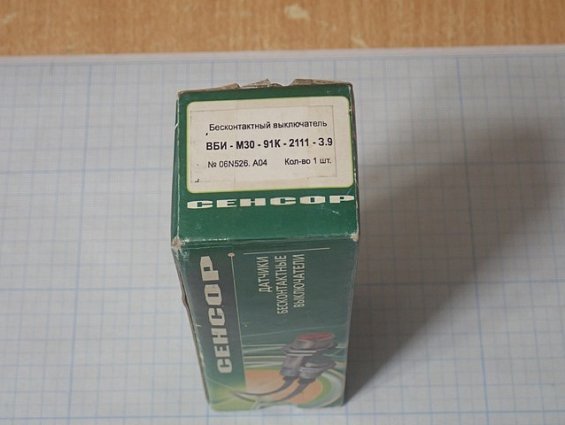 Бесконтактный выключатель
ВБИ - М30 - 91К - 2111 - З.9
№ 06N526. А04 Кол-во 1 шт.
СЕНСОР
СЕНСОР
ДАТЧИКИ
БЕСКОНТАКТНЫЕ
ВЫКЛЮЧАТЕЛИ